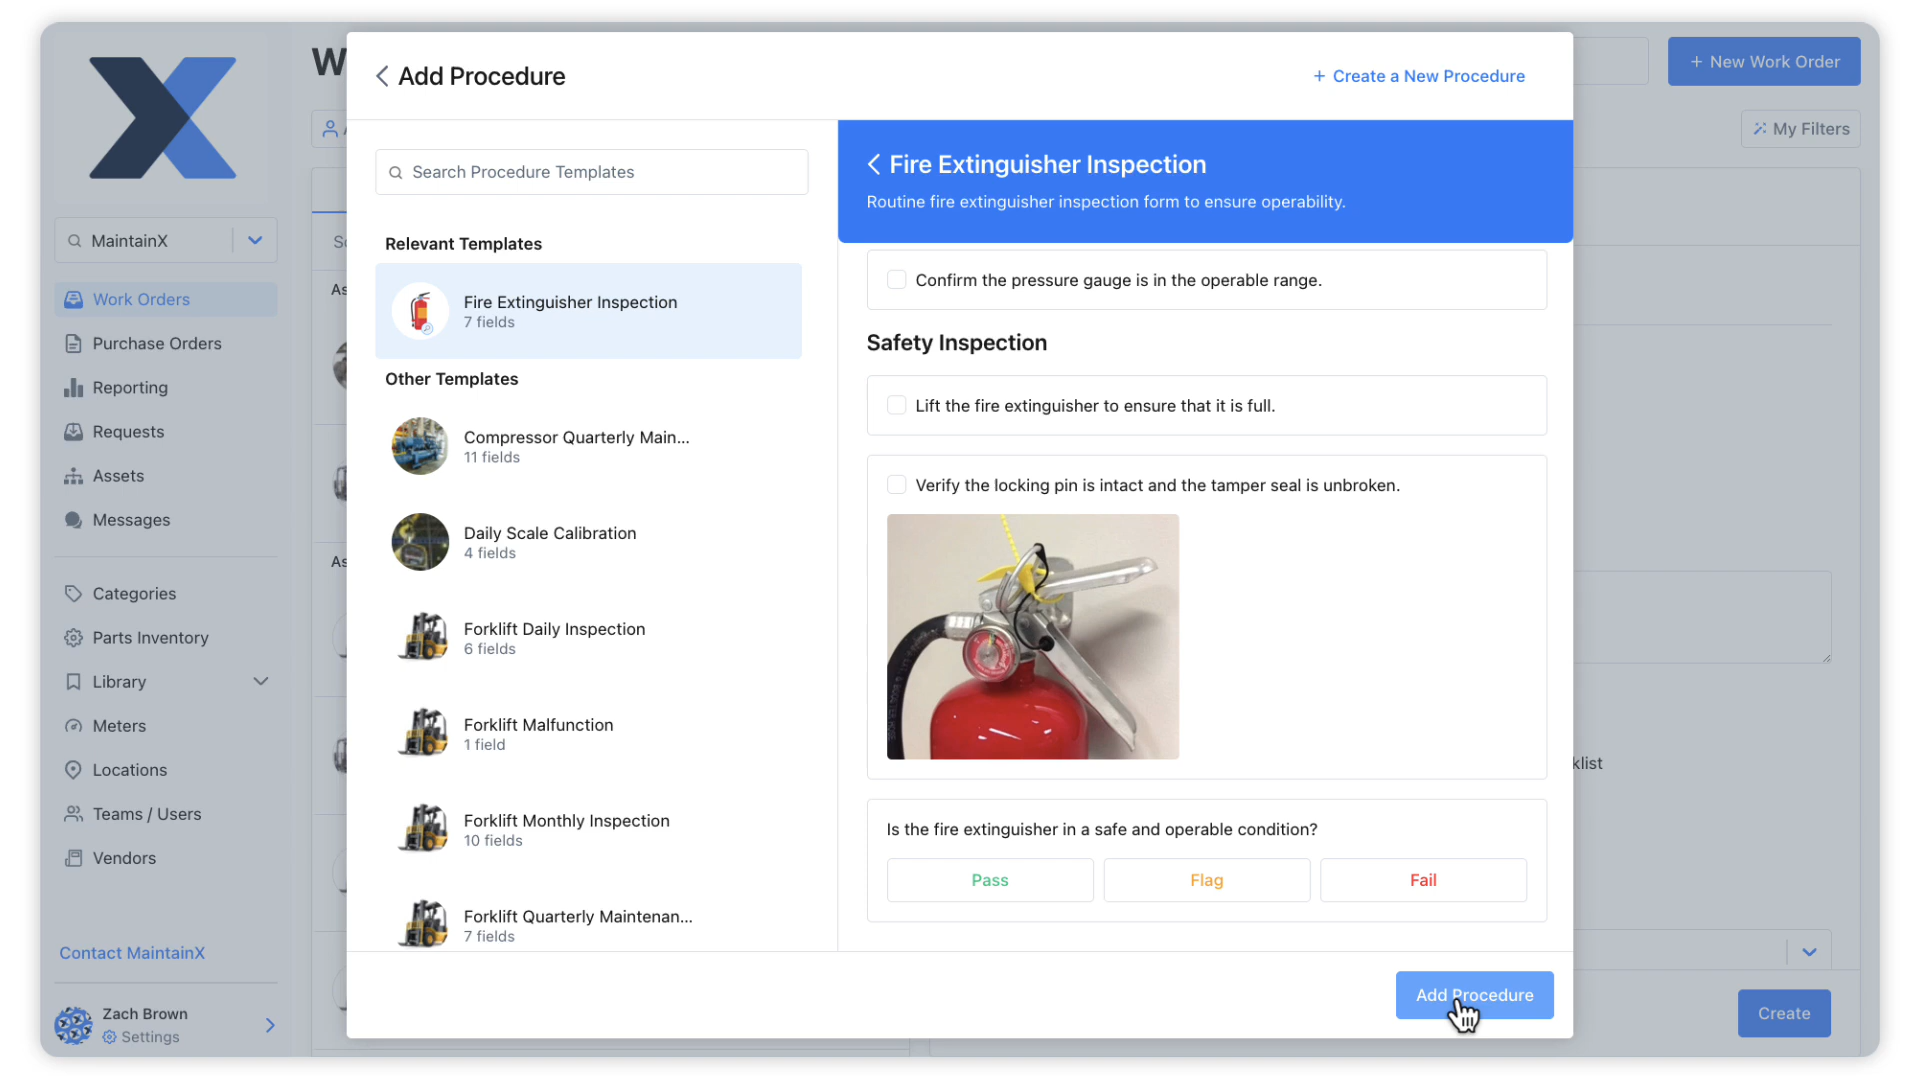 W
Add Procedure
+ Create a New Procedure
+ New Work Order
My Filters
Search Procedure Templates
Fire Extinguisher Inspection
Routine fire extinguisher inspection form to ensure operability.
MaintainX
Work Orders
Purchase Orders
Reporting
Requests
Assets
Messages
Categories
Parts Inventory
Library
Meters
Locations
Teams / Users
Vendors
Contact MaintainX
Zach Brown
Settings
As
As
Relevant Templates
Fire Extinguisher Inspection
7 fields
Other Templates
Compressor Quarterly Main...
11 fields
Daily Scale Calibration
4 fields
Forklift Daily Inspection
6 fields
Forklift Malfunction
1 field
Forklift Monthly Inspection
10 fields
Forklift Quarterly Maintenan...
7 fields
Confirm the pressure gauge is in the operable range.
Safety Inspection
Lift the fire extinguisher to ensure that it is full.
Verify the locking pin is intact and the tamper seal is unbroken.
Is the fire extinguisher in a safe and operable condition?
Pass
Flag
Fail
klist
Add Procedure
Create